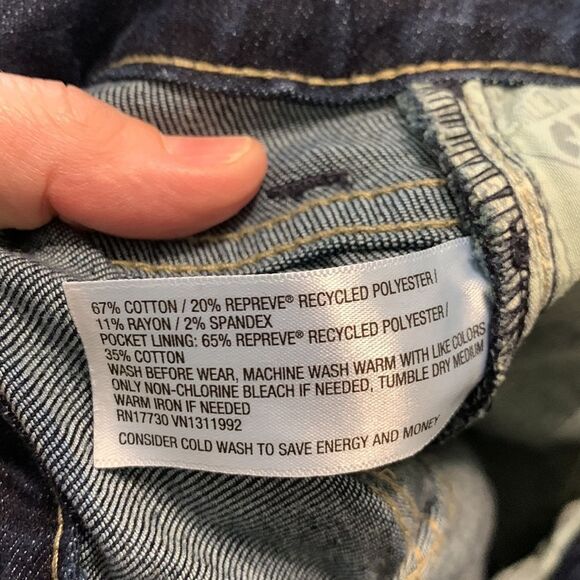 67% COTTON / 20% REPREVE® RECYCLED POLYESTER /
11% RAYON / 2% SPANDEX
POCKET LINING: 65% REPREVE® RECYCLED POLYESTER /
35% COTTON
WASH BEFORE WEAR, MACHINE WASH WARM WITH LIKE COLORS
ONLY NON-CHLORINE BLEACH IF NEEDED, TUMBLE DRY MEDIUM
WARM IRON IF NEEDED
RN17730 VN1311992
CONSIDER COLD WASH TO SAVE ENERGY AND MONEY